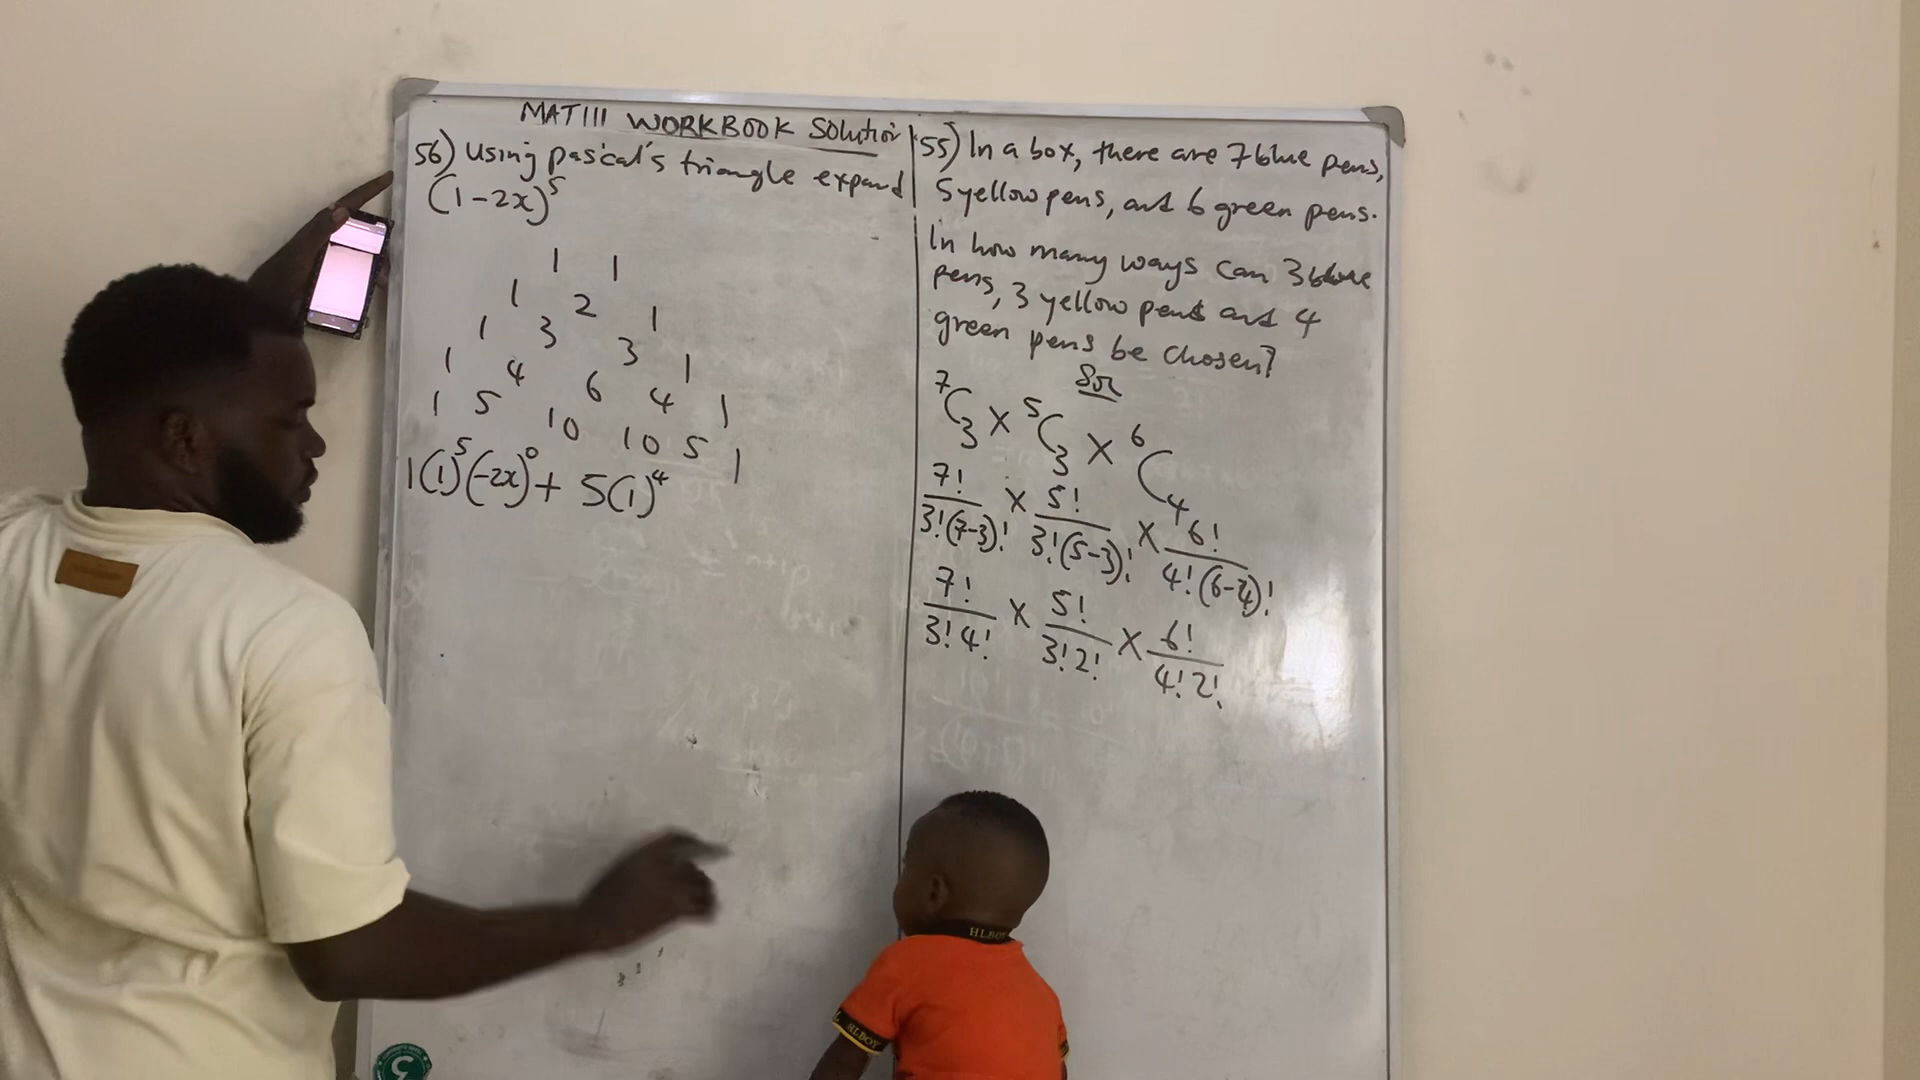 MAT111 WORKBOOK Solution
56) Using pascal's triangle expand
(1-2x)⁵
1 1
1 2 1
1 3 3 1
1 4 6 4 1
1 5 10 10 5 1
1(1)⁵(-2x)⁰ + 5(1)⁴
55) In a box, there are 7 blue pens,
5 yellow pens, and 6 green pens.
In how many ways can 3 blue
pens, 3 yellow pens and 4
green pens be chosen?
Sol
⁷C₃ × ⁵C₃ × ⁶C₄
7!/3!(7-3)! × 5!/3!(5-3)! × 6!/4!(6-4)!
7!/3!4! × 5!/3!2! × 6!/4!2!
HLBOY